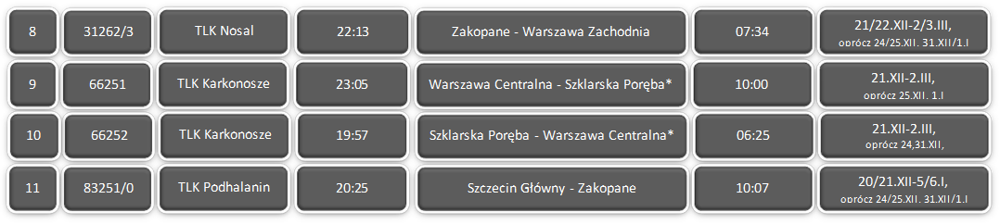 8 31262/3 TLK Nosal 22:13 Zakopane - Warszawa Zachodnia 07:34 21/22.XII-2/3.III,
oprócz 24/25.XII. 31.XII/1.I
9 66251 TLK Karkonosze 23:05 Warszawa Centralna - Szklarska Poręba* 10:00 21.XII-2.III,
oprócz 25.XII. 1.I
10 66252 TLK Karkonosze 19:57 Szklarska Poręba - Warszawa Centralna* 06:25 21.XII-2.III,
oprócz 24,31.XII,
11 83251/0 TLK Podhalanin 20:25 Szczecin Główny - Zakopane 10:07 20/21.XII-5/6.I,
oprócz 24/25.XII. 31.XII/1.I